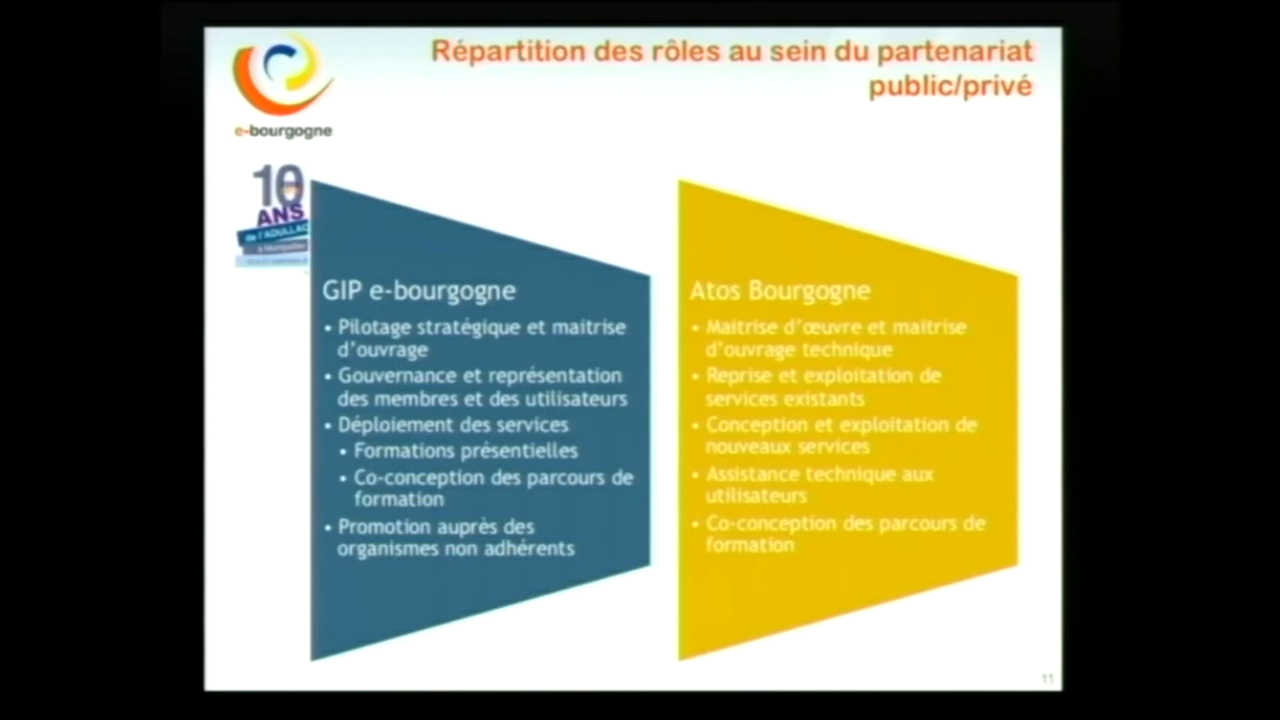 Répartition des rôles au sein du partenariat
public/privé
e-bourgogne
10
ANS
de l'ADULLAC
à Montpellier
GIP e-bourgogne
• Pilotage stratégique et maitrise
d'ouvrage
• Gouvernance et représentation
des membres et des utilisateurs
• Déploiement des services
• Formations présentielles
• Co-conception des parcours de
formation
• Promotion auprès des
organismes non adhérents
Atos Bourgogne
• Maitrise d'œuvre et maitrise
d'ouvrage technique
• Reprise et exploitation de
services existants
• Conception et exploitation de
nouveaux services
• Assistance technique aux
utilisateurs
• Co-conception des parcours de
formation
11